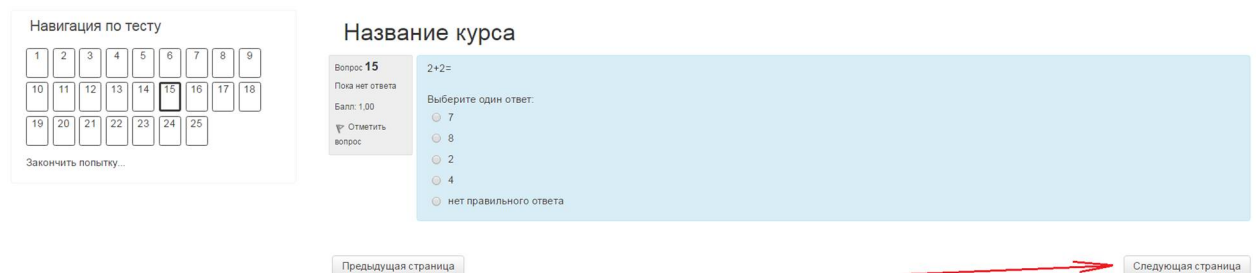 Навигация по тесту
1 2 3 4 5 6 7 8 9
10 11 12 13 14 15 16 17 18
19 20 21 22 23 24 25
Закончить попытку...
Название курса
Вопрос 15
Пока нет ответа
Балл: 1,00
Отметить
вопрос
2+2=
Выберите один ответ:
7
8
2
4
нет правильного ответа
Предыдущая страница
Следующая страница